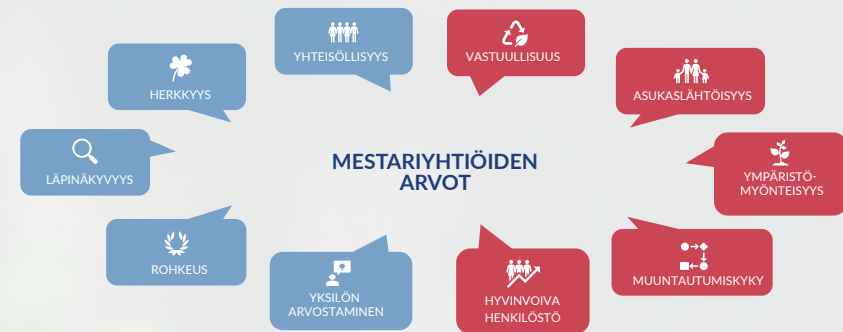 YHTEISÖLLISYYS
VASTUULLISUUS
HERKKYYS
ASUKASLÄHTÖISYYS
LÄPINÄKYVYYS
MESTARIYHTIÖIDEN
ARVOT
YMPÄRISTÖ-
MYÖNTEISYYS
ROHKEUS
YKSILÖN
ARVOSTAMINEN
HYVINVOIVA
HENKILÖSTÖ
MUUNTAUTUMISKYKY